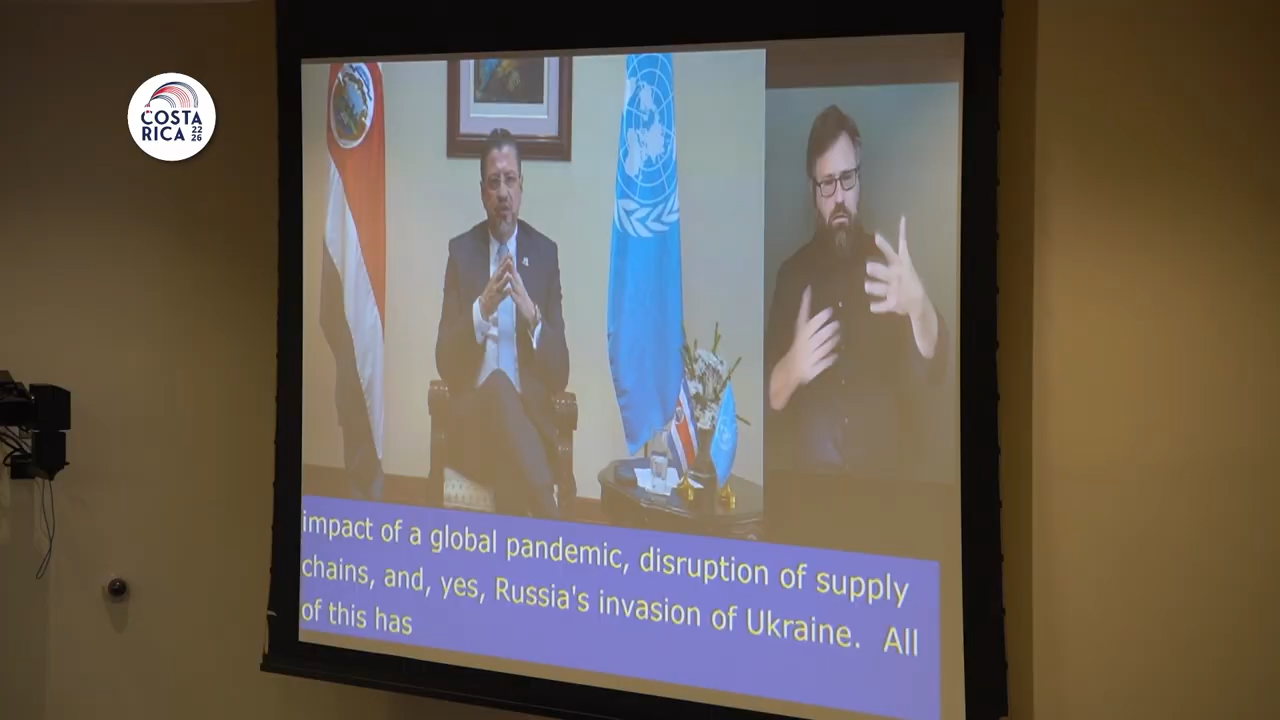 COSTA
RICA 22
26
impact of a global pandemic, disruption of supply
chains, and, yes, Russia's invasion of Ukraine.  All
of this has